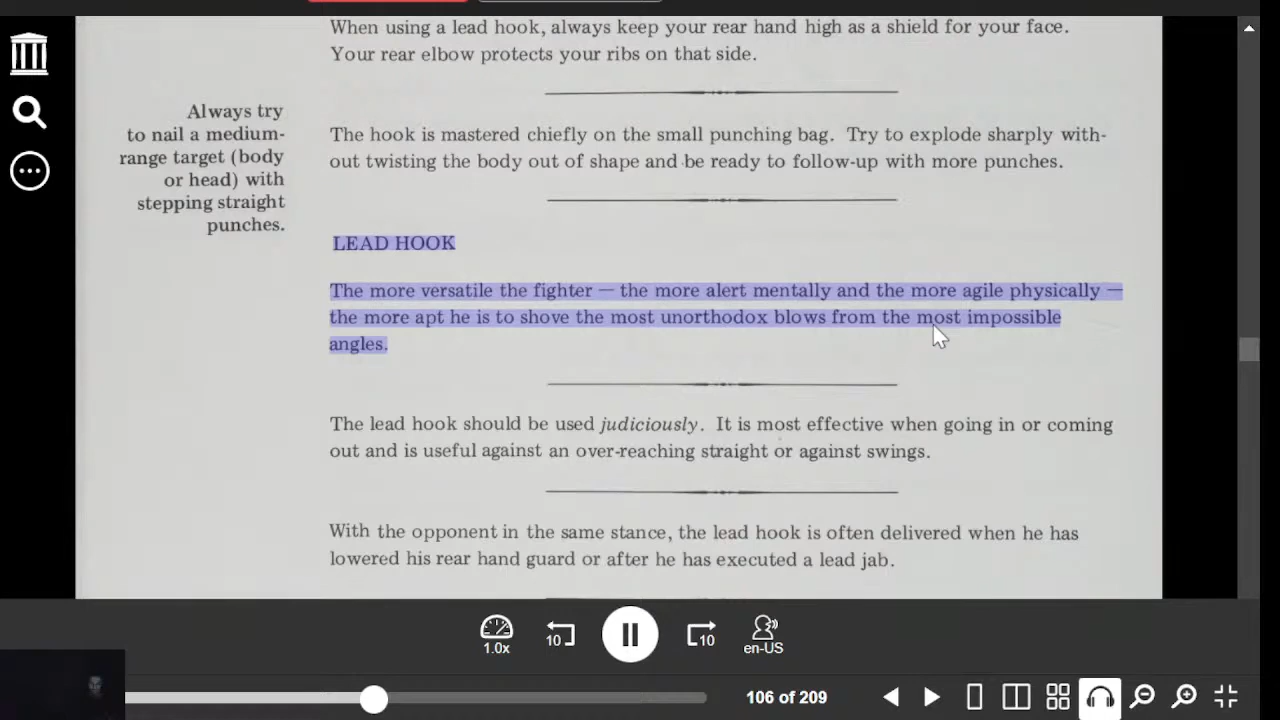 When using a lead hook, always keep your rear hand high as a shield for your face.
Your rear elbow protects your ribs on that side.
Always try
to nail a medium-
range target (body
or head) with
stepping straight
punches.
The hook is mastered chiefly on the small punching bag. Try to explode sharply with-
out twisting the body out of shape and be ready to follow-up with more punches.
LEAD HOOK
The more versatile the fighter — the more alert mentally and the more agile physically —
the more apt he is to shove the most unorthodox blows from the most impossible
angles.
The lead hook should be used judiciously. It is most effective when going in or coming
out and is useful against an over-reaching straight or against swings.
With the opponent in the same stance, the lead hook is often delivered when he has
lowered his rear hand guard or after he has executed a lead jab.
1.0x
10
10
en-US
106 of 209